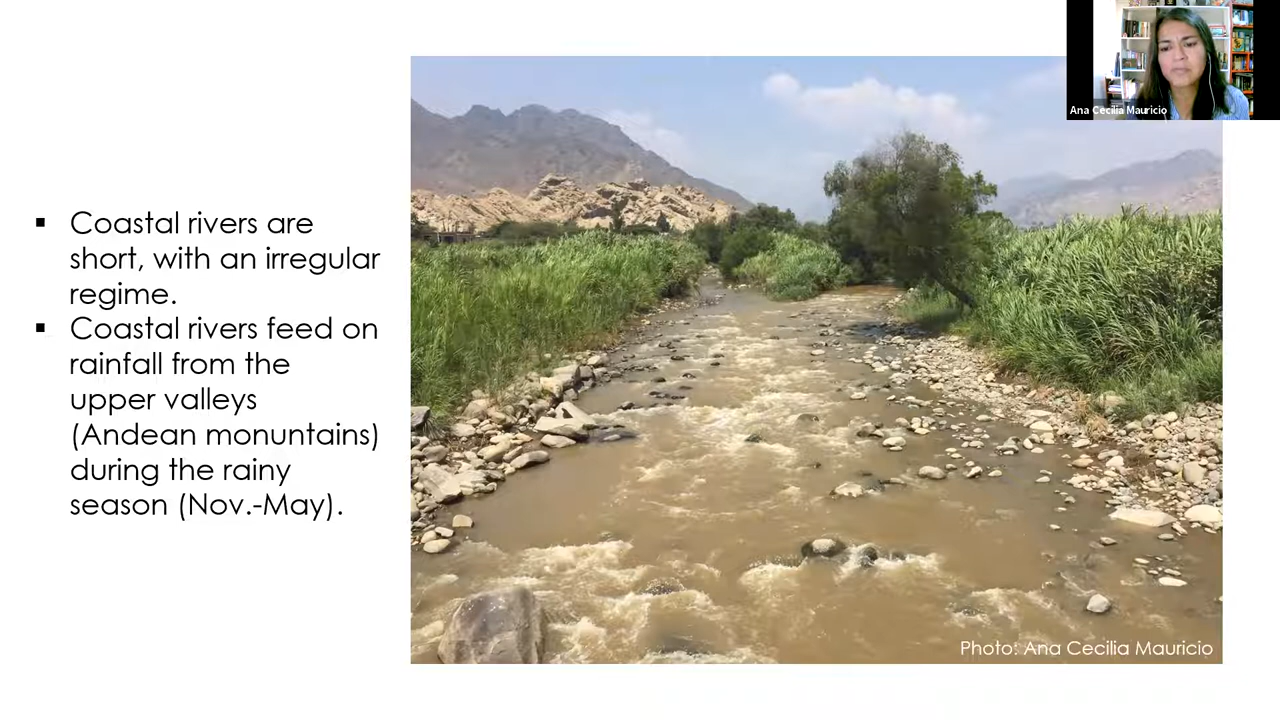 Ana Cecilia Mauricio
▪ Coastal rivers are
short, with an irregular
regime.
▪ Coastal rivers feed on
rainfall from the
upper valleys
(Andean monuntains)
during the rainy
season (Nov.-May).
Photo: Ana Cecilia Mauricio